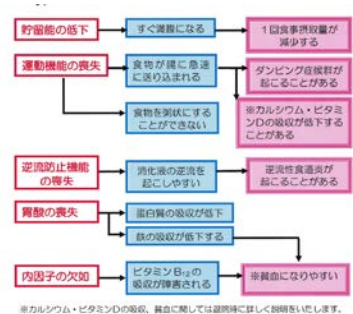 貯留能の低下
すぐ満腹になる
1回食事摂取量が
減少する
運動機能の喪失
食物が腸に急速
に送り込まれる
ダンピング症候群が
起こることがある
食物を粥状にする
ことができない
※カルシウム・ビタミ
ンDの吸収が低下する
ことがある
逆流防止機能
の喪失
消化液の逆流を
起こしやすい
逆流性食道炎が
起こることがある
胃酸の喪失
蛋白質の吸収が低下
鉄の吸収が低下する
内因子の欠如
ビタミンB₁₂の
吸収が障害される
※貧血になりやすい
※カルシウム・ビタミンDの吸収、貧血に関しては退院時に詳しく説明をいたします。